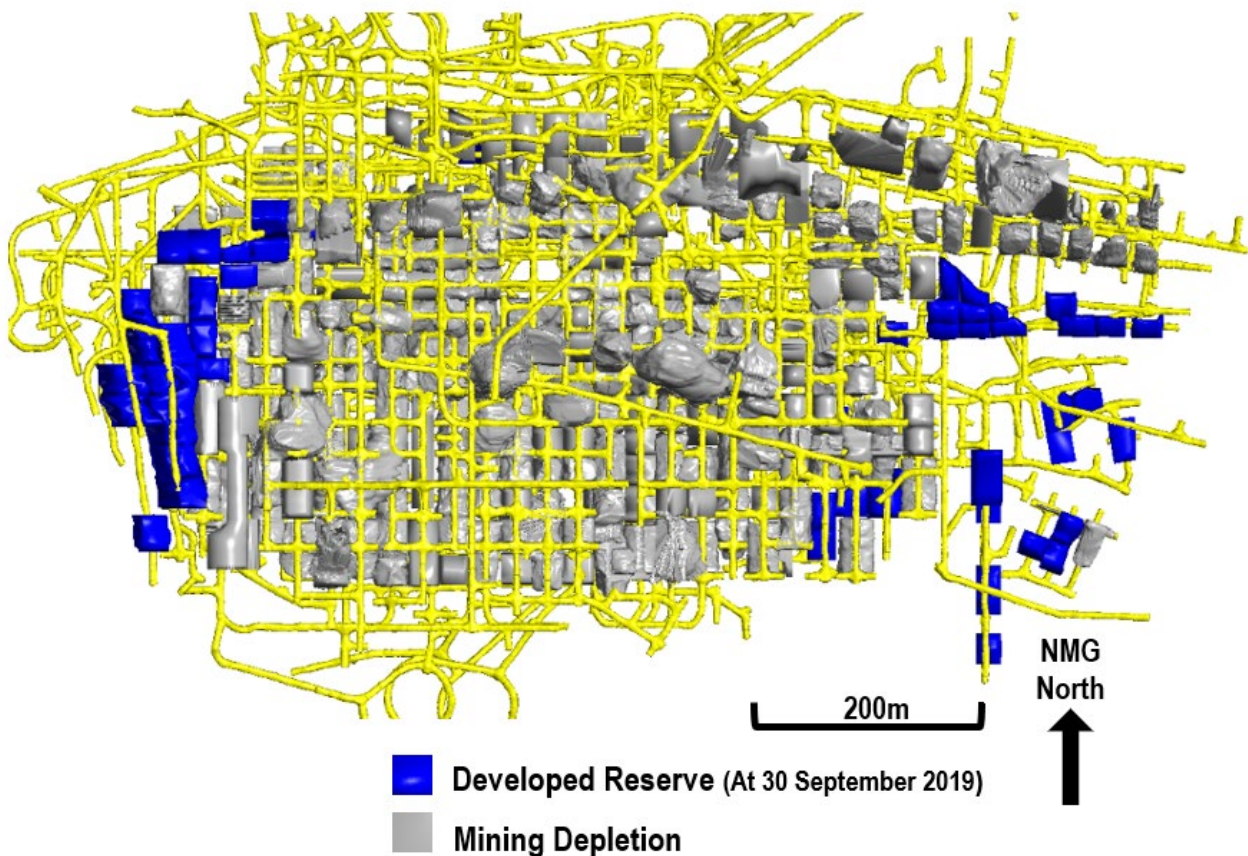 NMG
North
200m
Developed Reserve (At 30 September 2019)
Mining Depletion